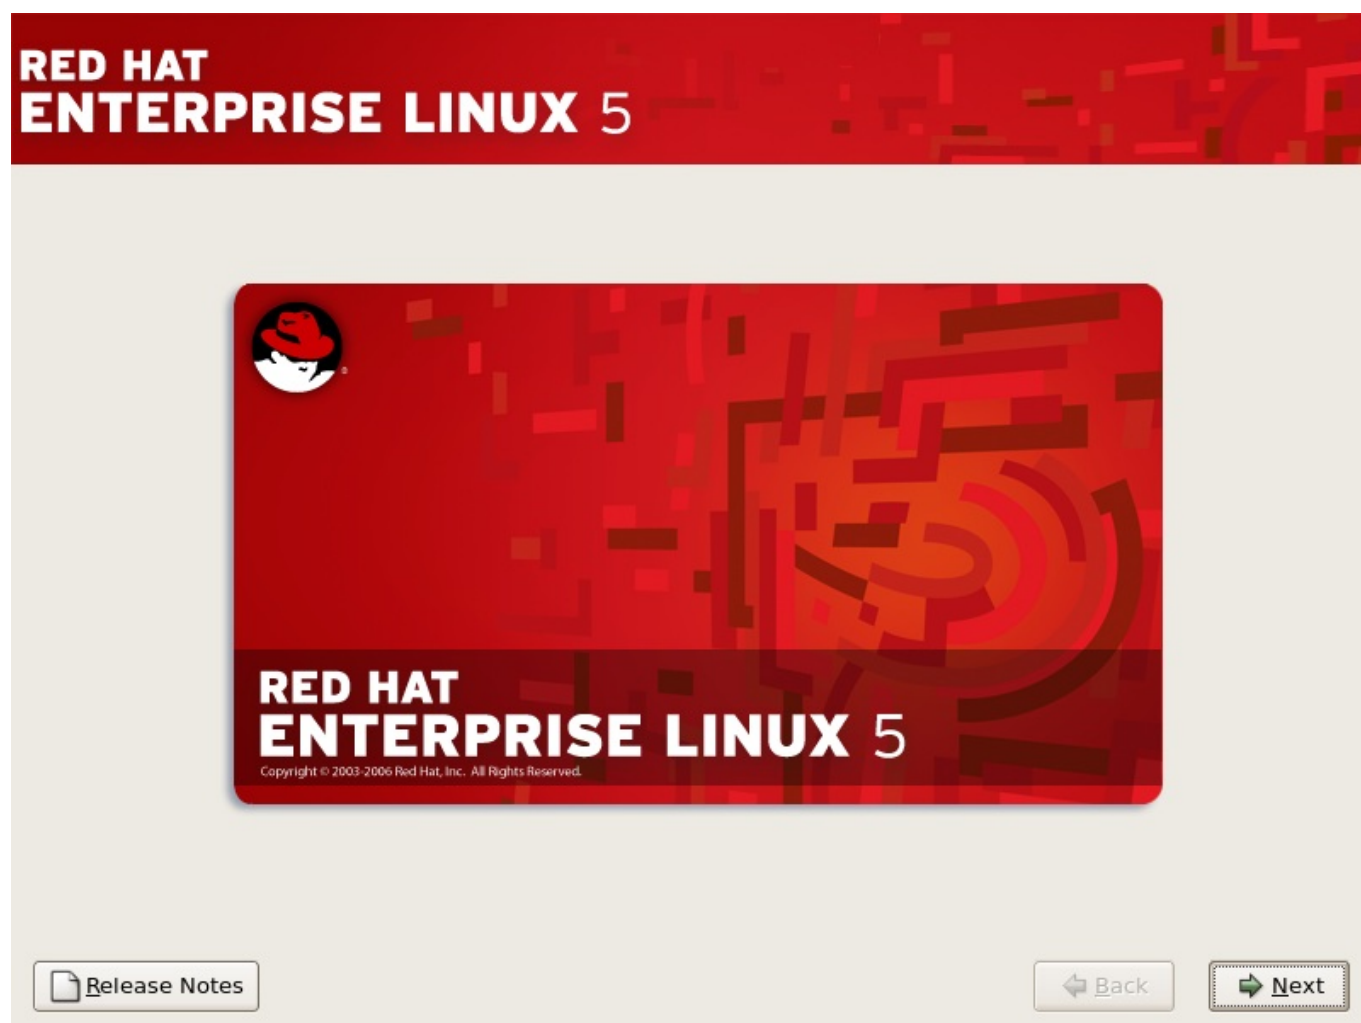 RED HAT
ENTERPRISE LINUX 5
RED HAT
ENTERPRISE LINUX 5
Copyright © 2003-2006 Red Hat, Inc. All Rights Reserved.
Release Notes
Back
Next